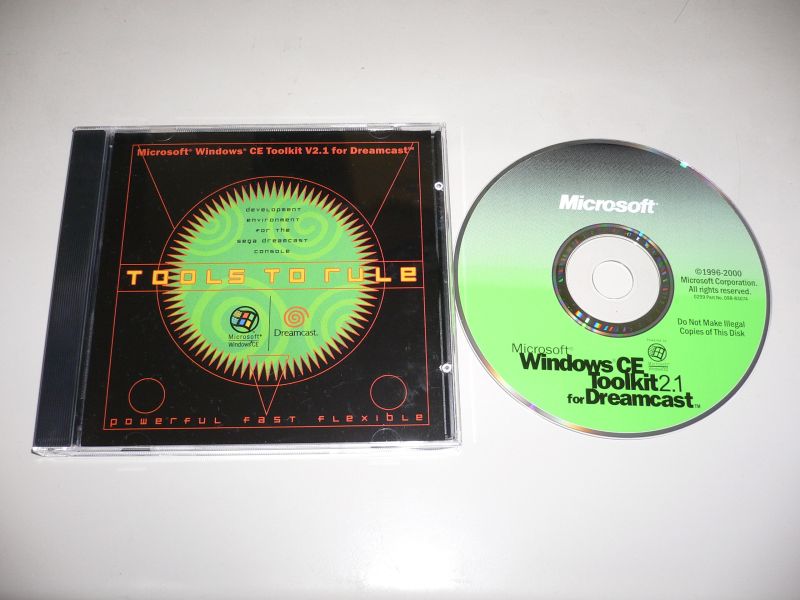 Microsoft® Windows® CE Toolkit V2.1 for Dreamcast™
development
environment
for the
sega dreamcast
console
TOOLS TO RULE
Microsoft®
Windows CE
Dreamcast.
powerful fast flexible
Microsoft®
©1996-2000
Microsoft Corporation.
All rights reserved.
Do Not Make Illegal
Copies of This Disk
Microsoft®
Windows® CE
Toolkit 2.1
for Dreamcast™